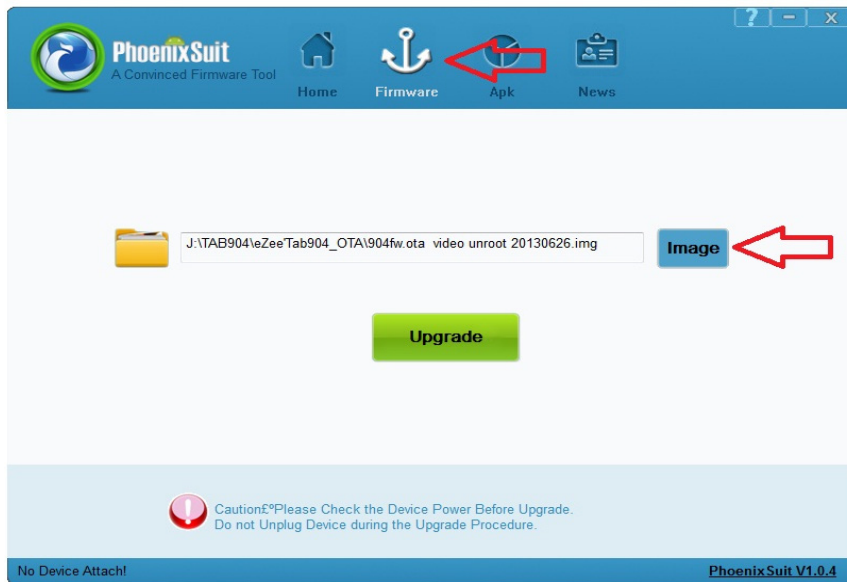 PhoenixSuit
A Convinced Firmware Tool
Home
Firmware
Apk
News
? - X
J:\TAB904\eZee'Tab904_OTA\904fw.ota video unroot 20130626.img
Image
Upgrade
Caution£ºPlease Check the Device Power Before Upgrade.
Do not Unplug Device during the Upgrade Procedure.
No Device Attach!
PhoenixSuit V1.0.4